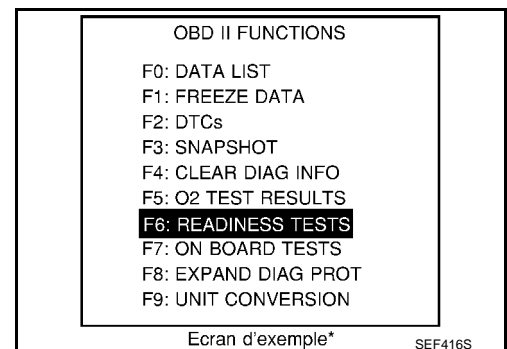 OBD II FUNCTIONS
F0: DATA LIST
F1: FREEZE DATA
F2: DTCs
F3: SNAPSHOT
F4: CLEAR DIAG INFO
F5: O2 TEST RESULTS
F6: READINESS TESTS
F7: ON BOARD TESTS
F8: EXPAND DIAG PROT
F9: UNIT CONVERSION
Ecran d'exemple*
SEF416S